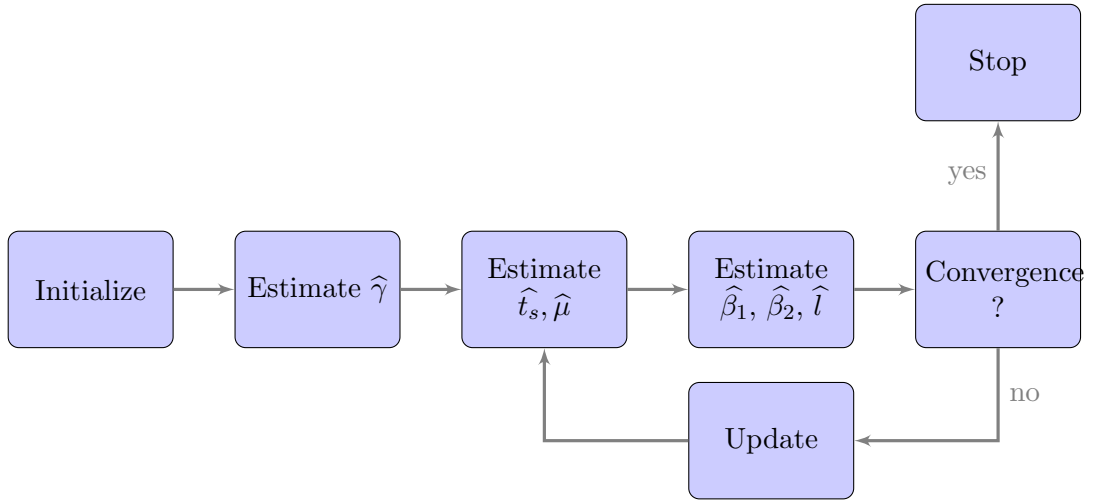 Stop
yes
Initialize
Estimate γ̂
Estimate
t̂ₛ, μ̂
Estimate
β̂₁, β̂₂, l̂
Convergence
?
no
Update